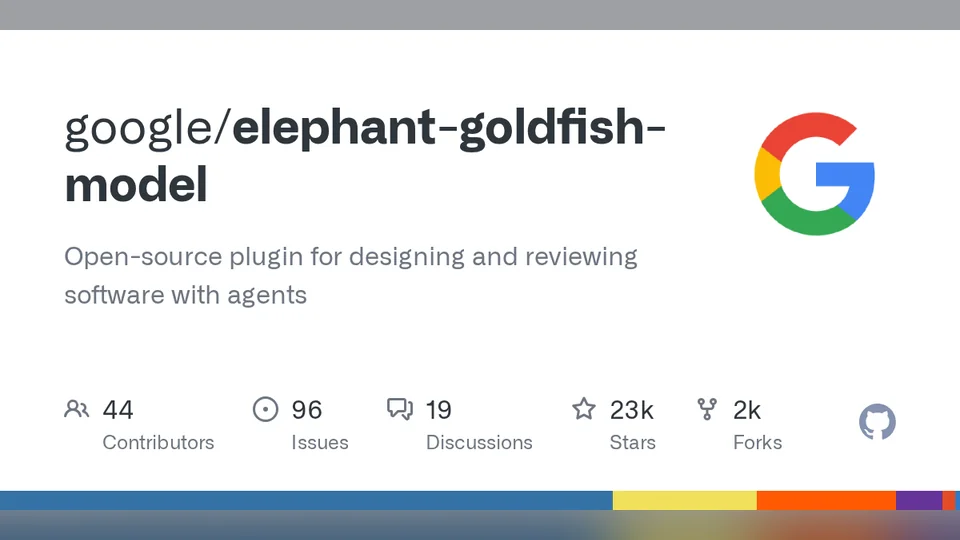 google/elephant-goldfish-
model
Open-source plugin for designing and reviewing
software with agents
44
Contributors
96
Issues
19
Discussions
23k
Stars
2k
Forks